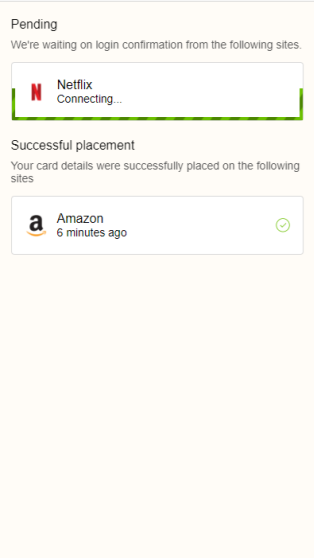 Pending
We're waiting on login confirmation from the following sites.
N
Netflix
Connecting...
Successful placement
Your card details were successfully placed on the following
sites
a
Amazon
6 minutes ago